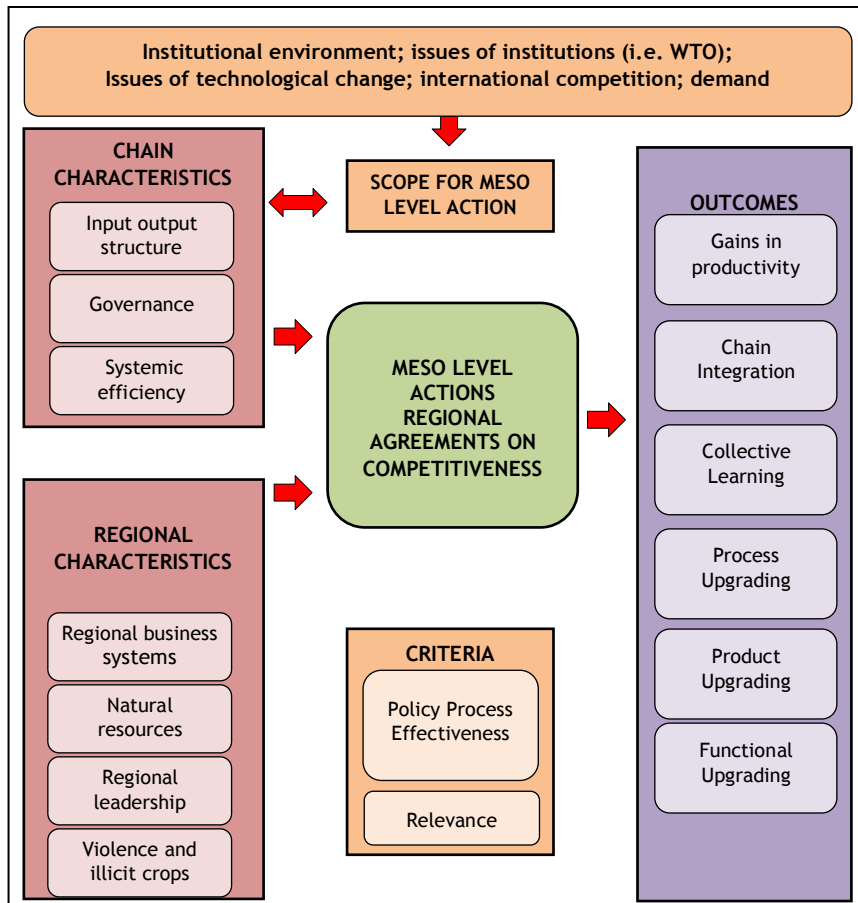 Institutional environment; issues of institutions (i.e. WTO);
Issues of technological change; international competition; demand
CHAIN
CHARACTERISTICS
Input output
structure
Governance
Systemic
efficiency
SCOPE FOR MESO
LEVEL ACTION
MESO LEVEL
ACTIONS
REGIONAL
AGREEMENTS ON
COMPETITIVENESS
OUTCOMES
Gains in
productivity
Chain
Integration
Collective
Learning
Process
Upgrading
Product
Upgrading
Functional
Upgrading
REGIONAL
CHARACTERISTICS
Regional business
systems
Natural
resources
Regional
leadership
Violence and
illicit crops
CRITERIA
Policy Process
Effectiveness
Relevance